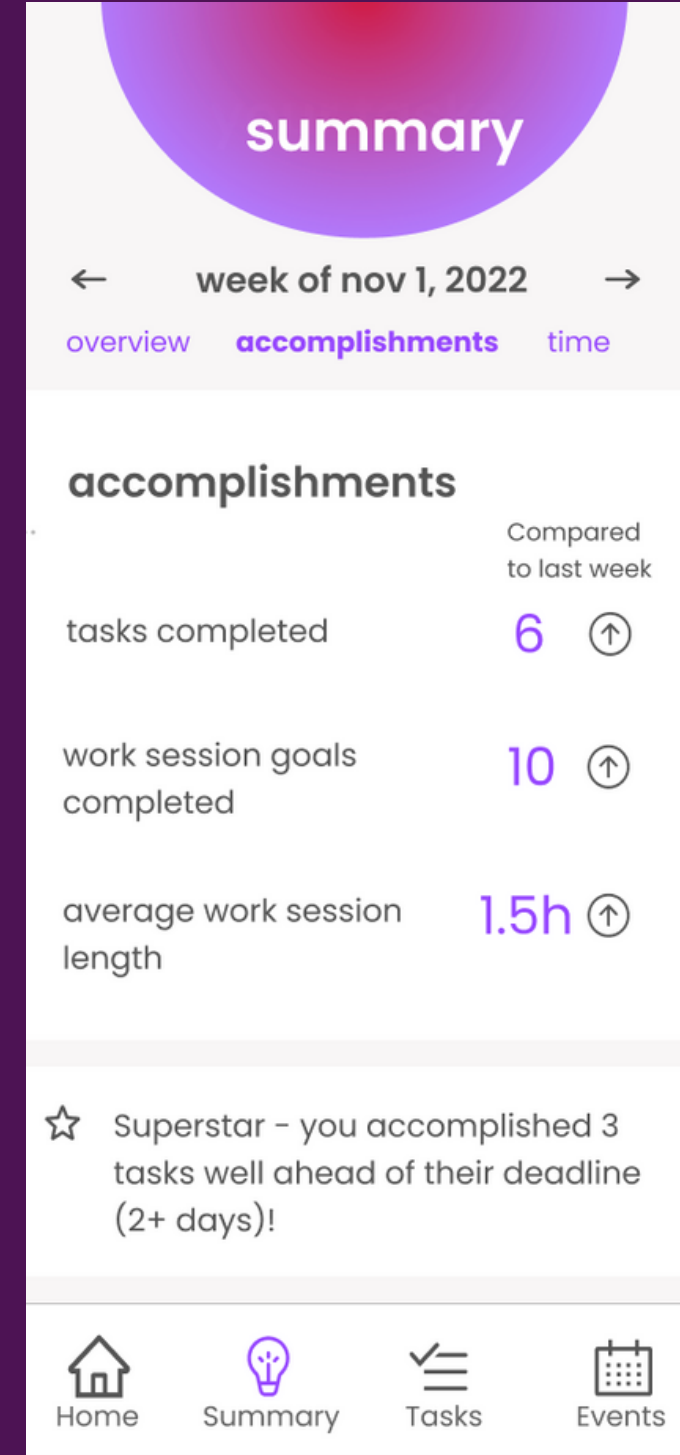 summary
week of nov 1, 2022
overview accomplishments time
accomplishments
Compared
to last week
tasks completed 6
work session goals
completed
10
average work session
length
1.5h
Superstar - you accomplished 3
tasks well ahead of their deadline
(2+ days)!
Home Summary Tasks Events